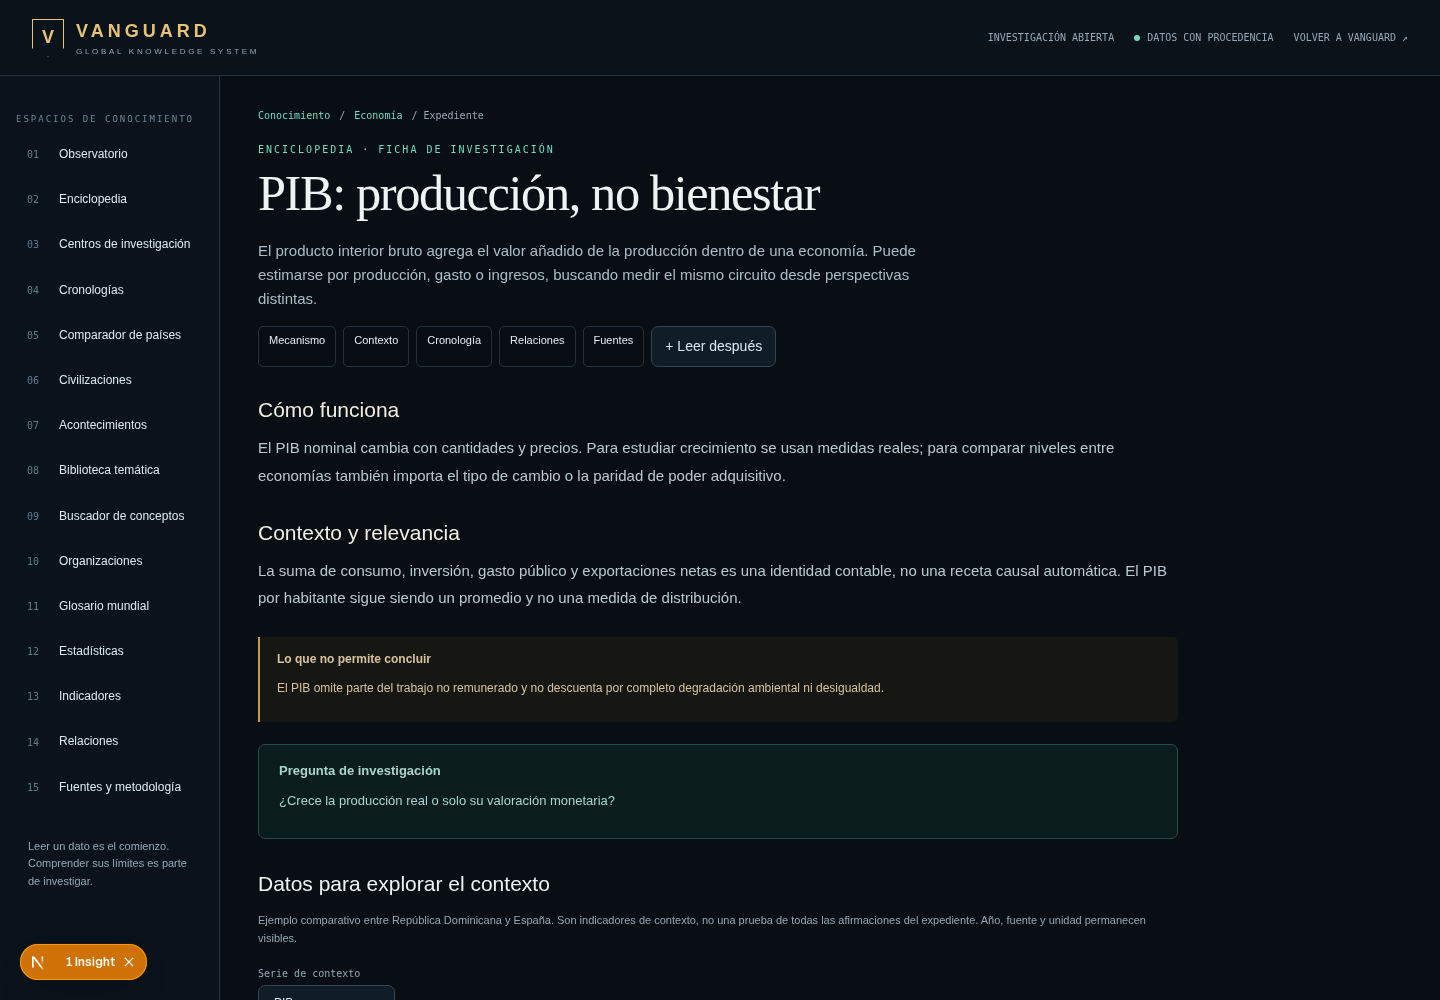 V
VANGUARD
GLOBAL KNOWLEDGE SYSTEM
INVESTIGACIÓN ABIERTA
DATOS CON PROCEDENCIA
VOLVER A VANGUARD ↗
ESPACIOS DE CONOCIMIENTO
01 Observatorio
02 Enciclopedia
03 Centros de investigación
04 Cronologías
05 Comparador de países
06 Civilizaciones
07 Acontecimientos
08 Biblioteca temática
09 Buscador de conceptos
10 Organizaciones
11 Glosario mundial
12 Estadísticas
13 Indicadores
14 Relaciones
15 Fuentes y metodología
Leer un dato es el comienzo.
Comprender sus límites es parte
de investigar.
1 Insight
Conocimiento / Economía / Expediente
ENCICLOPEDIA · FICHA DE INVESTIGACIÓN
PIB: producción, no bienestar
El producto interior bruto agrega el valor añadido de la producción dentro de una economía. Puede
estimarse por producción, gasto o ingresos, buscando medir el mismo circuito desde perspectivas
distintas.
Mecanismo
Contexto
Cronología
Relaciones
Fuentes
+ Leer después
Cómo funciona
El PIB nominal cambia con cantidades y precios. Para estudiar crecimiento se usan medidas reales; para comparar niveles entre
economías también importa el tipo de cambio o la paridad de poder adquisitivo.
Contexto y relevancia
La suma de consumo, inversión, gasto público y exportaciones netas es una identidad contable, no una receta causal automática. El PIB
por habitante sigue siendo un promedio y no una medida de distribución.
Lo que no permite concluir
El PIB omite parte del trabajo no remunerado y no descuenta por completo degradación ambiental ni desigualdad.
Pregunta de investigación
¿Crece la producción real o solo su valoración monetaria?
Datos para explorar el contexto
Ejemplo comparativo entre República Dominicana y España. Son indicadores de contexto, no una prueba de todas las afirmaciones del expediente. Año, fuente y unidad permanecen
visibles.
Serie de contexto
PIB